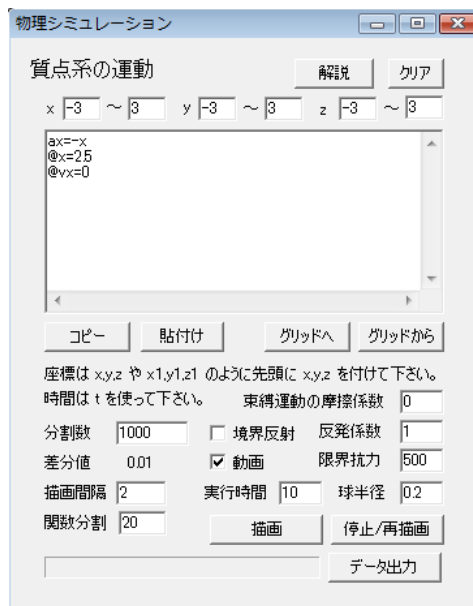 物理シミュレーション
質点系の運動 解説 クリア
x -3 ～ 3 y -3 ～ 3 z -3 ～ 3
ax=-x
@x=2.5
@vx=0
コピー 貼付け グリッドへ グリッドから
座標は x,y,z や x1,y1,z1 のように先頭に x,y,z を付けて下さい。
時間は t を使って下さい。 束縛運動の摩擦係数 0
分割数 1000 境界反射 反発係数 1
差分値 0.01 動画 限界抗力 500
描画間隔 2 実行時間 10 球半径 0.2
関数分割 20 描画 停止/再描画
データ出力